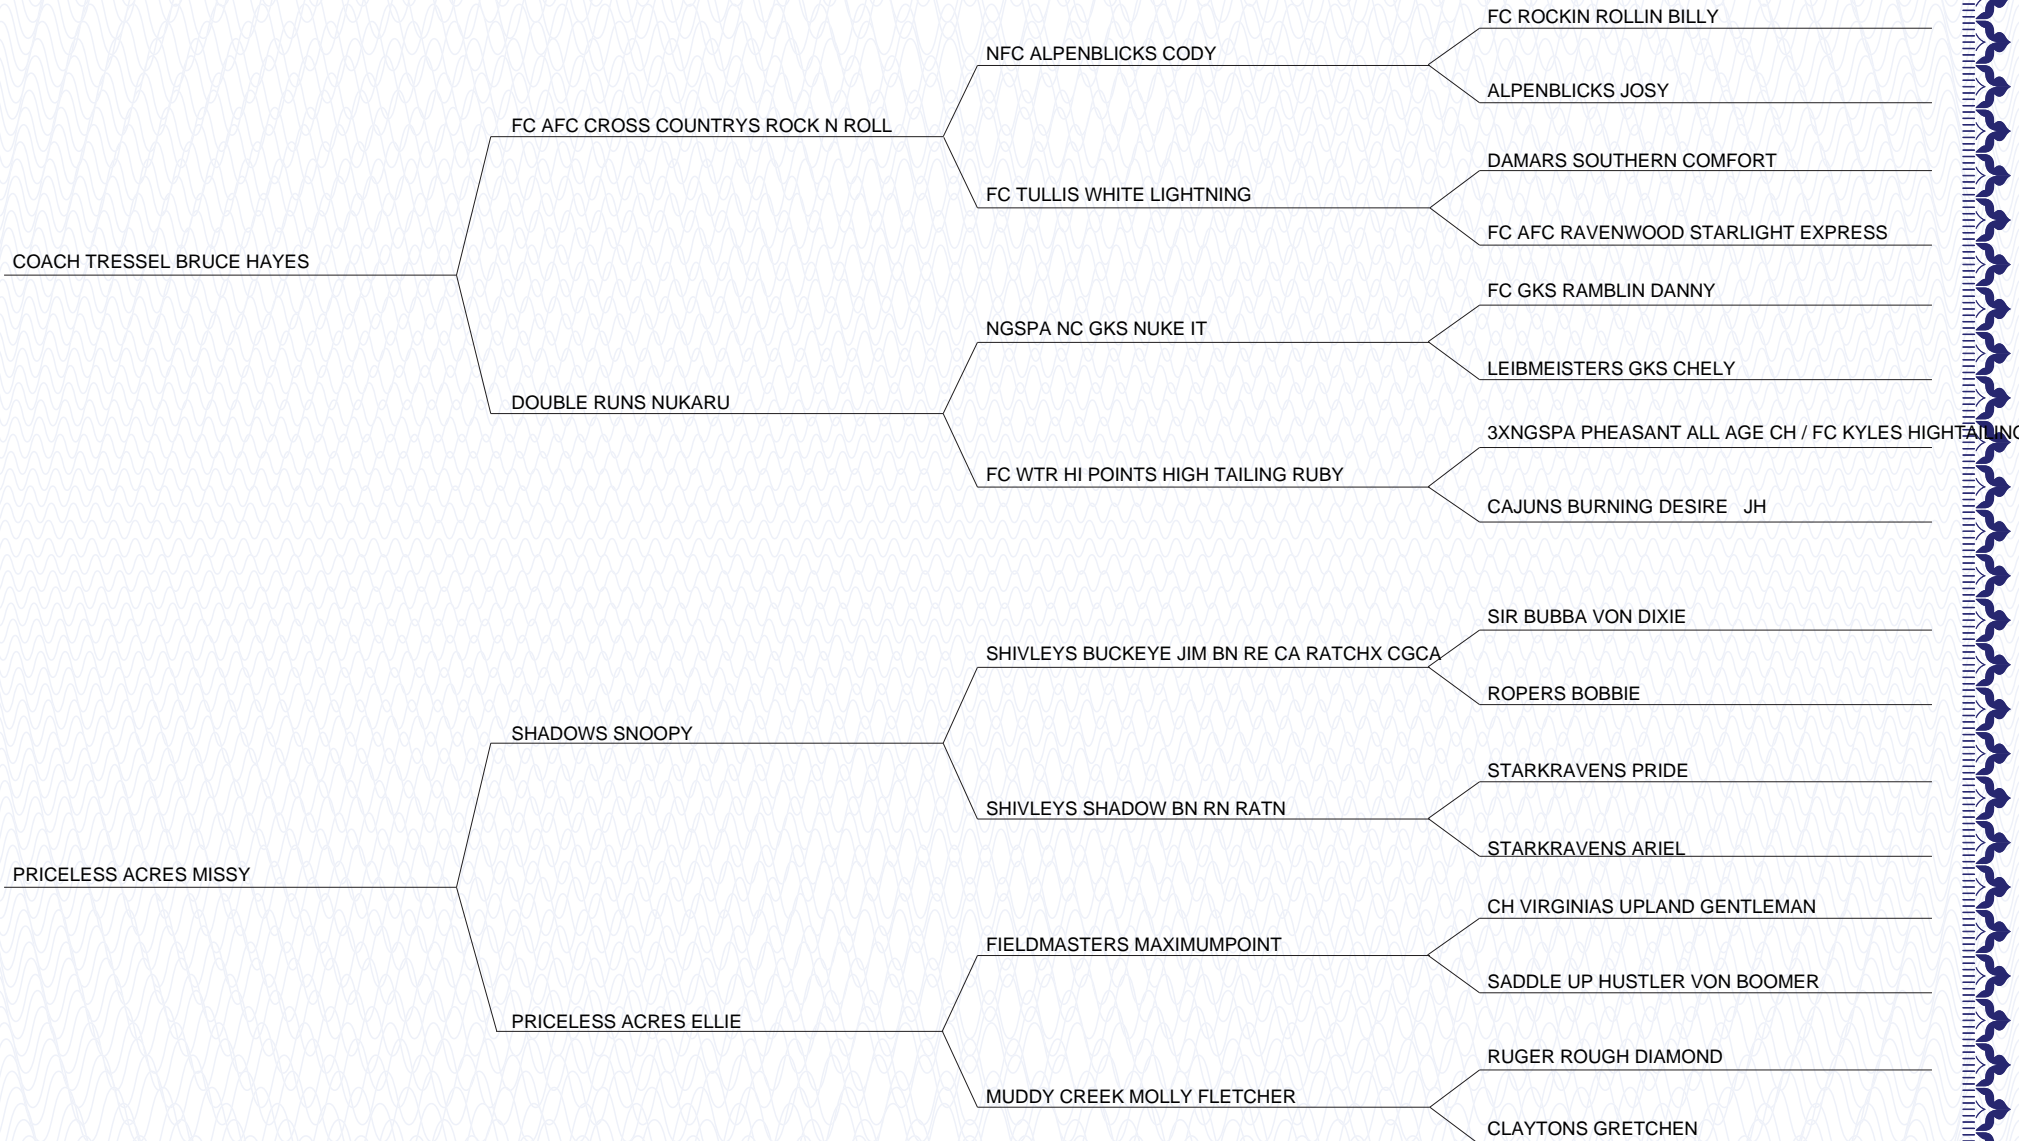 FC ROCKIN ROLLIN BILLY
NFC ALPENBLICKS CODY
ALPENBLICKS JOSY
FC AFC CROSS COUNTRYS ROCK N ROLL
DAMARS SOUTHERN COMFORT
FC TULLIS WHITE LIGHTNING
FC AFC RAVENWOOD STARLIGHT EXPRESS
COACH TRESSEL BRUCE HAYES
FC GKS RAMBLIN DANNY
NGSPA NC GKS NUKE IT
LEIBMEISTERS GKS CHELY
DOUBLE RUNS NUKARU
3XNGSPA PHEASANT ALL AGE CH / FC KYLES HIGHTAILING
FC WTR HI POINTS HIGH TAILING RUBY
CAJUNS BURNING DESIRE JH
SIR BUBBA VON DIXIE
SHIVLEYS BUCKEYE JIM BN RE CA RATCHX CGCA
ROPERS BOBBIE
SHADOWS SNOOPY
STARKRAVENS PRIDE
SHIVLEYS SHADOW BN RN RATN
STARKRAVENS ARIEL
PRICELESS ACRES MISSY
CH VIRGINIAS UPLAND GENTLEMAN
FIELDMASTERS MAXIMUMPOINT
SADDLE UP HUSTLER VON BOOMER
PRICELESS ACRES ELLIE
RUGER ROUGH DIAMOND
MUDDY CREEK MOLLY FLETCHER
CLAYTONS GRETCHEN